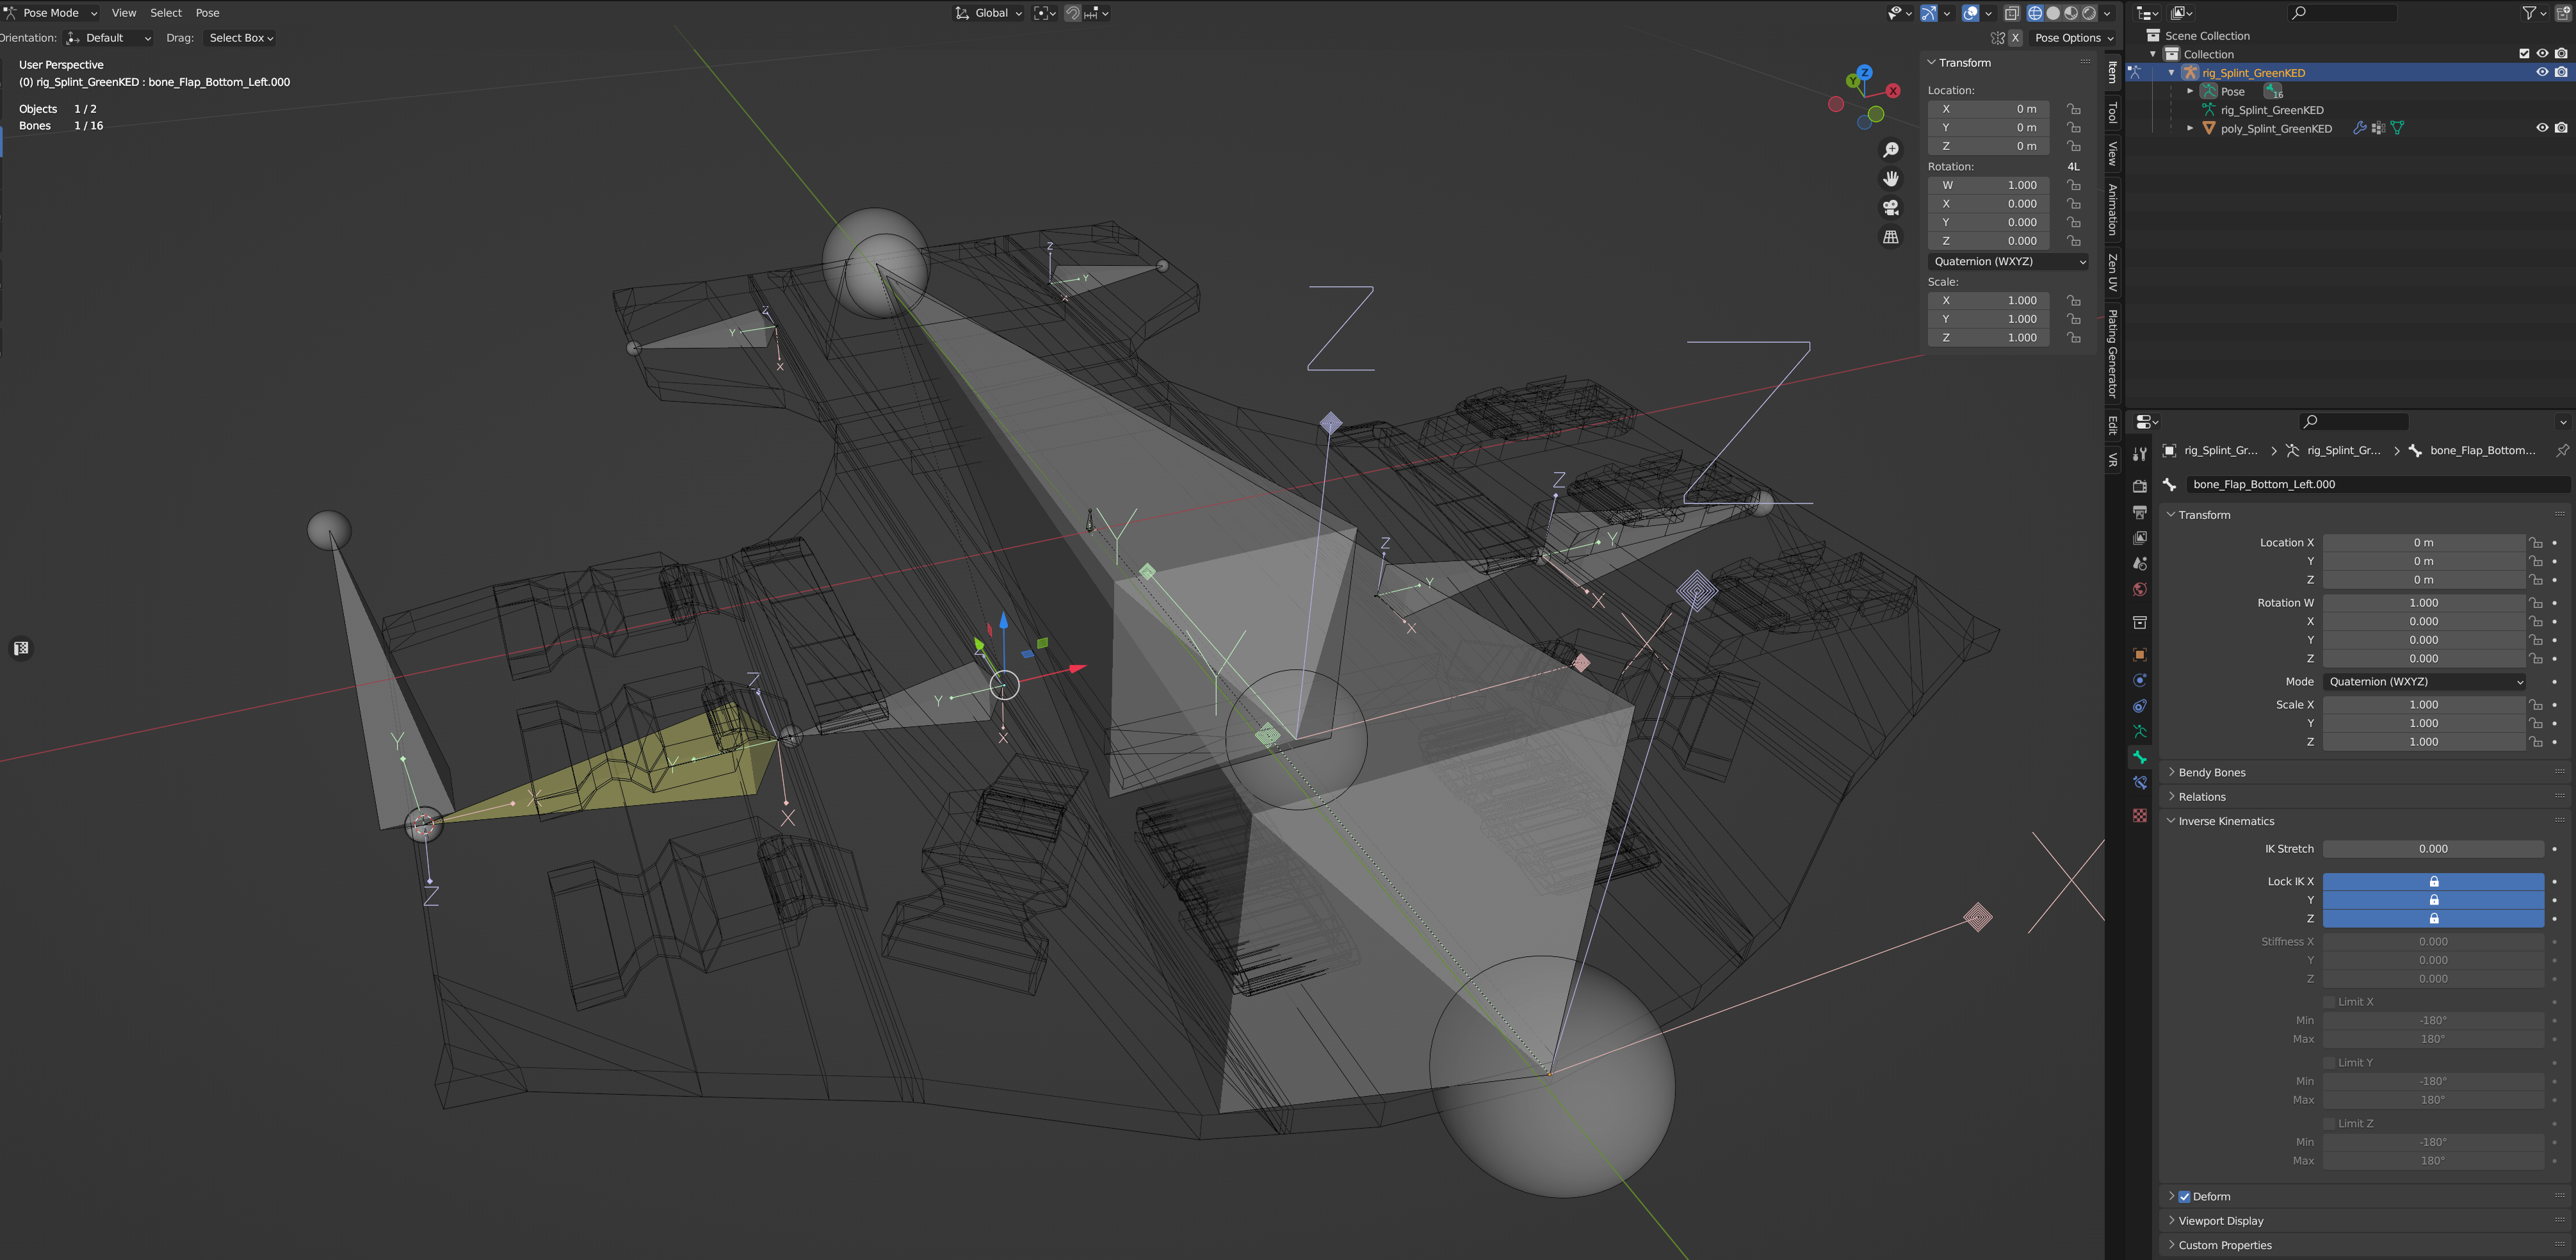 Pose Mode View Select Pose Global
Orientation: Default Drag: Select Box X Pose Options
User Perspective
(0) rig_Splint_GreenKED : bone_Flap_Bottom_Left.000
Objects 1 / 2
Bones 1 / 16
Z
Y
X
Transform
Location:
X 0 m
Y 0 m
Z 0 m
Rotation: 4L
W 1.000
X 0.000
Y 0.000
Z 0.000
Quaternion (WXYZ)
Scale:
X 1.000
Y 1.000
Z 1.000
Item
Tool
View
Animation
Zen UV
Plating Generator
Edit
VR
Z
Y
X
Z
Y
X
Z
Z
Z
Y
X
Z
Y
X
Y
Y
X
X
Z
Y
X
Z
Y
X
Y
X
Z
Scene Collection
Collection
rig_Splint_GreenKED
Pose 16
rig_Splint_GreenKED
poly_Splint_GreenKED
rig_Splint_Gr... rig_Splint_Gr... bone_Flap_Bottom...
bone_Flap_Bottom_Left.000
Transform
Location X 0 m
Y 0 m
Z 0 m
Rotation W 1.000
X 0.000
Y 0.000
Z 0.000
Mode Quaternion (WXYZ)
Scale X 1.000
Y 1.000
Z 1.000
Bendy Bones
Relations
Inverse Kinematics
IK Stretch 0.000
Lock IK X
Y
Z
Stiffness X 0.000
Y 0.000
Z 0.000
Limit X
Min -180°
Max 180°
Limit Y
Min -180°
Max 180°
Limit Z
Min -180°
Max 180°
Deform
Viewport Display
Custom Properties